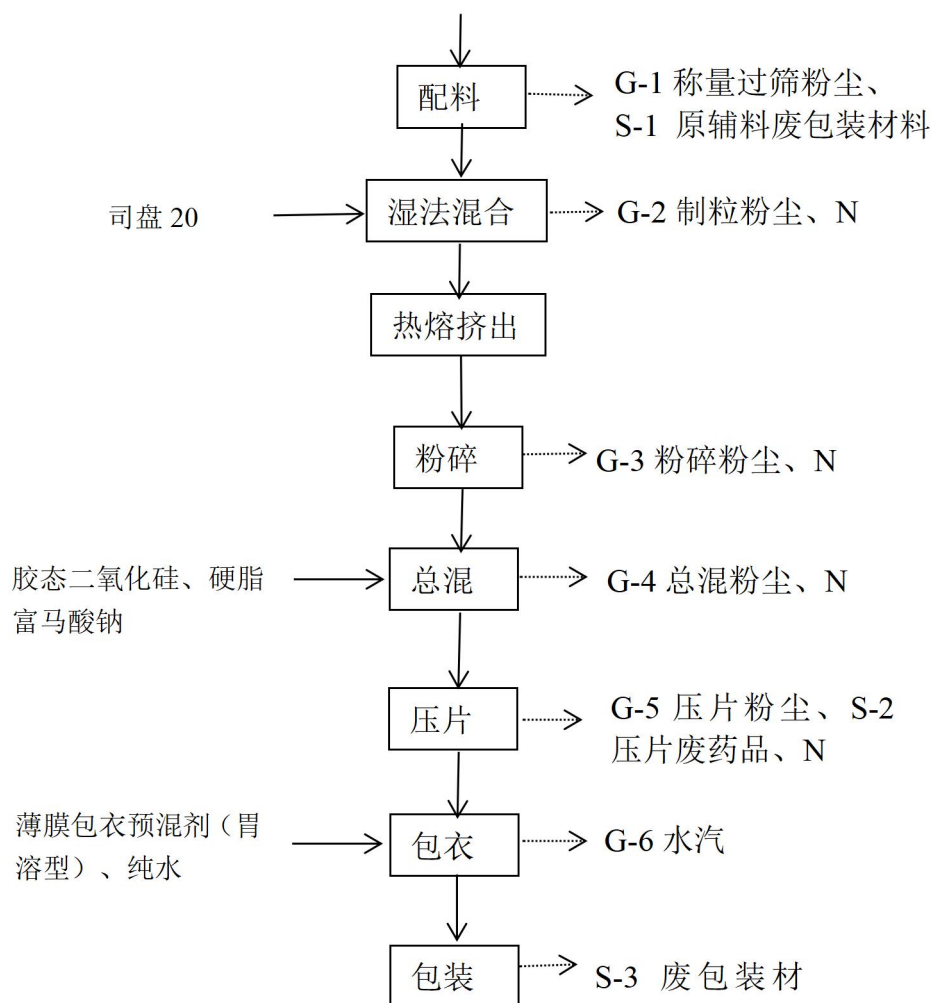 配料
G-1 称量过筛粉尘、
S-1 原辅料废包装材料
司盘 20
湿法混合
G-2 制粒粉尘、N
热熔挤出
粉碎
G-3 粉碎粉尘、N
胶态二氧化硅、硬脂
富马酸钠
总混
G-4 总混粉尘、N
压片
G-5 压片粉尘、S-2
压片废药品、N
薄膜包衣预混剂（胃
溶型）、纯水
包衣
G-6 水汽
包装
S-3 废包装材